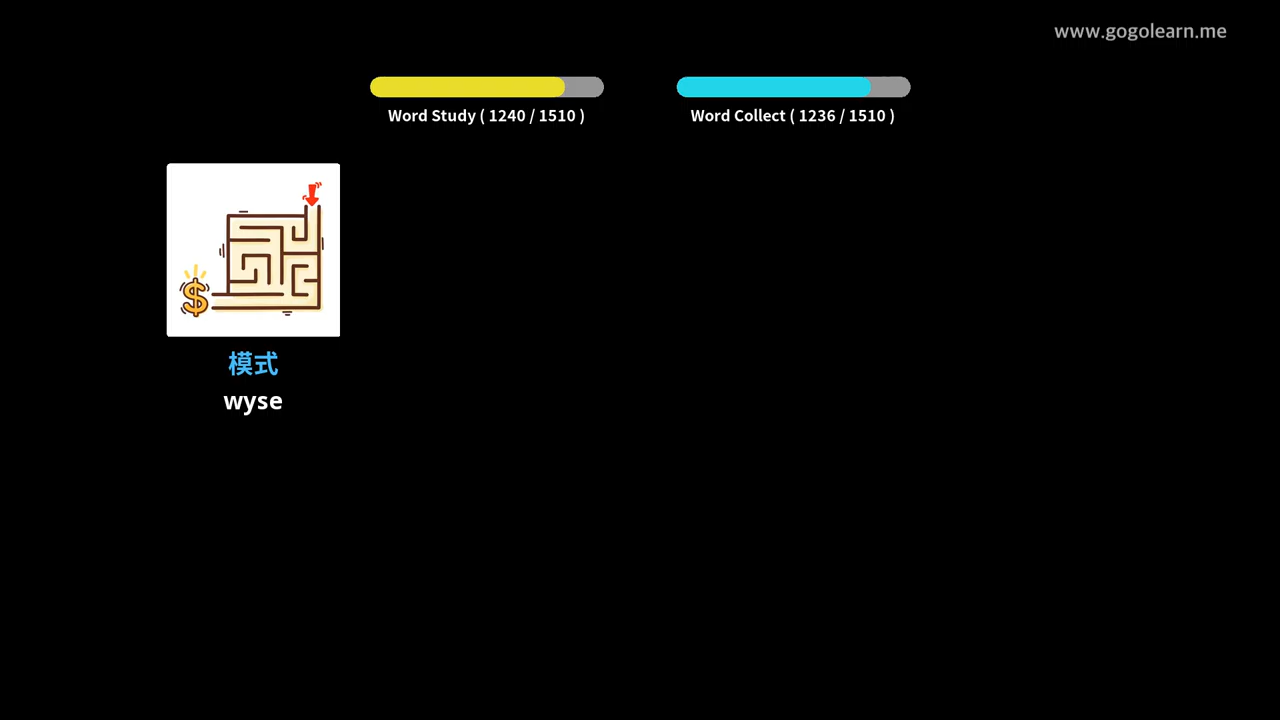 www.gogolearn.me
Word Study ( 1240 / 1510 )
Word Collect ( 1236 / 1510 )
$
模式
wyse